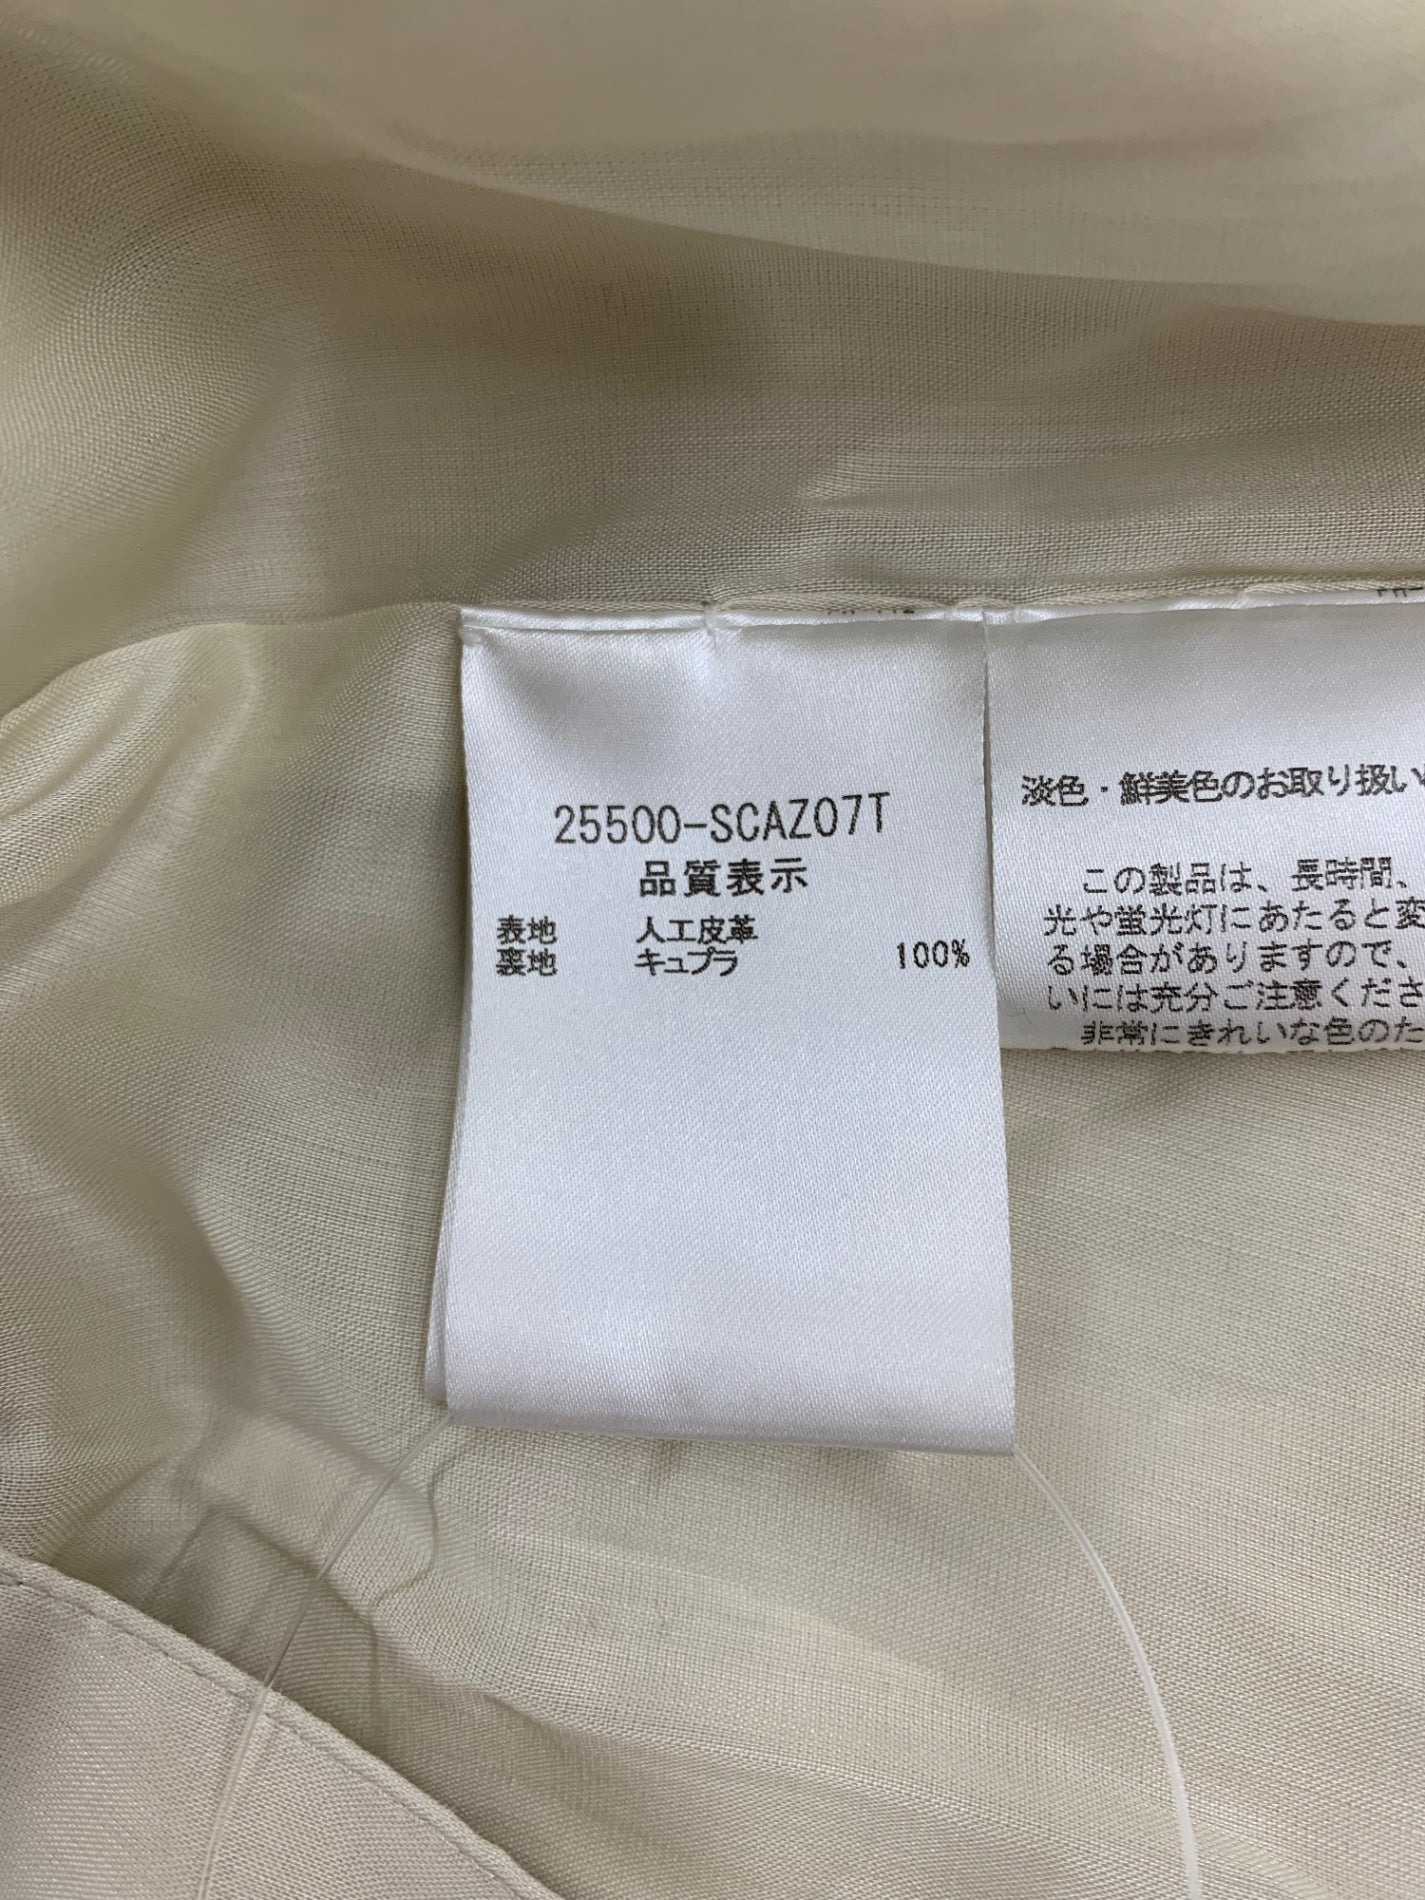 25500-SCAZ07T
品質表示
表地 人工皮革
裏地 キュプラ 100%
淡色・鮮美色のお取り扱い
この製品は、長時間、
光や蛍光灯にあたると変
る場合がありますので、
いには充分ご注意くださ
非常にきれいな色のた